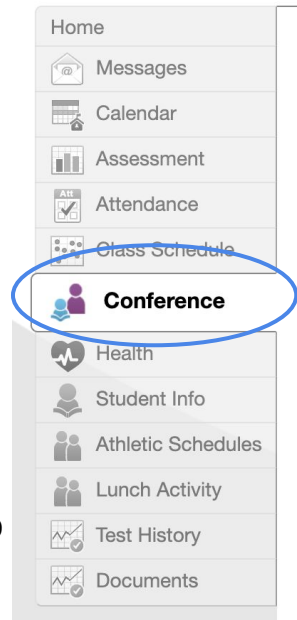 Home
@
Messages
Calendar
Assessment
Att
Attendance
Class Schedule
Conference
Health
Student Info
Athletic Schedules
Lunch Activity
)
Test History
Documents